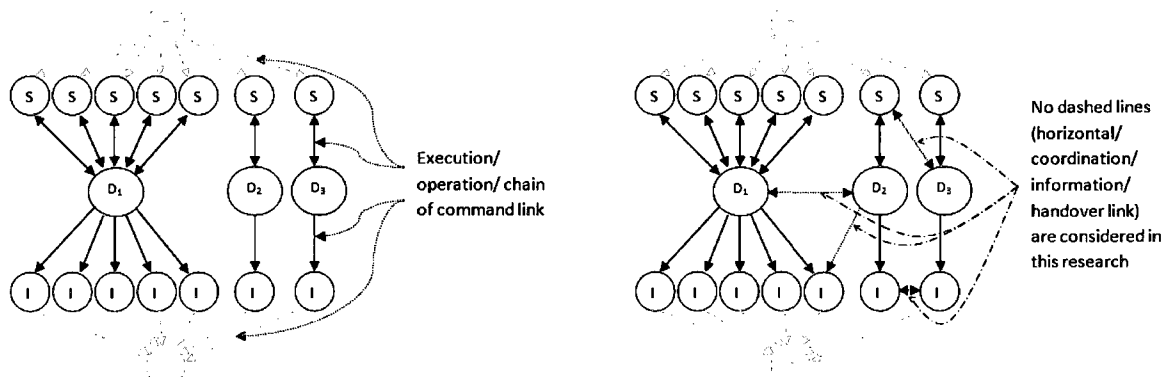 S S S S S S S
D1 D2 D3
I I I I I I I
Execution/
operation/ chain
of command link
S S S S S S S
D1 D2 D3
I I I I I I I
No dashed lines
(horizontal/
coordination/
information/
handover link)
are considered in
this research